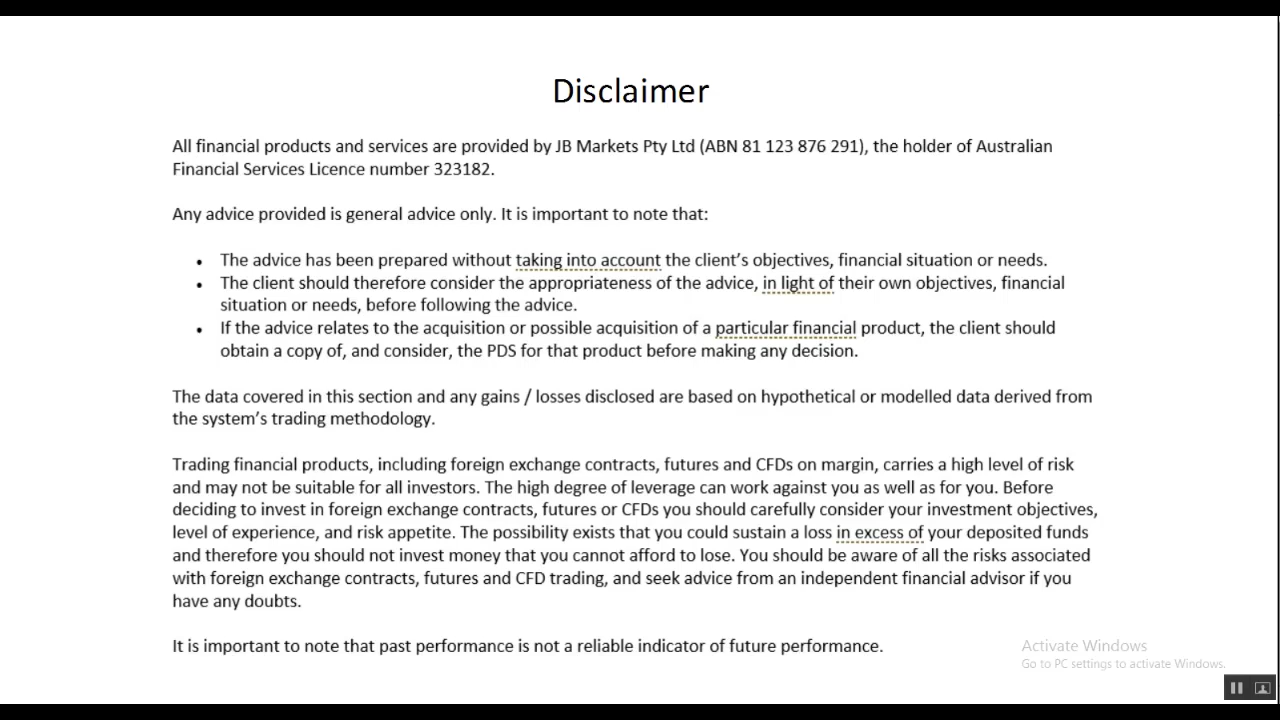 Disclaimer
All financial products and services are provided by JB Markets Pty Ltd (ABN 81 123 876 291), the holder of Australian
Financial Services Licence number 323182.
Any advice provided is general advice only. It is important to note that:
• The advice has been prepared without taking into account the client's objectives, financial situation or needs.
• The client should therefore consider the appropriateness of the advice, in light of their own objectives, financial
situation or needs, before following the advice.
• If the advice relates to the acquisition or possible acquisition of a particular financial product, the client should
obtain a copy of, and consider, the PDS for that product before making any decision.
The data covered in this section and any gains / losses disclosed are based on hypothetical or modelled data derived from
the system's trading methodology.
Trading financial products, including foreign exchange contracts, futures and CFDs on margin, carries a high level of risk
and may not be suitable for all investors. The high degree of leverage can work against you as well as for you. Before
deciding to invest in foreign exchange contracts, futures or CFDs you should carefully consider your investment objectives,
level of experience, and risk appetite. The possibility exists that you could sustain a loss in excess of your deposited funds
and therefore you should not invest money that you cannot afford to lose. You should be aware of all the risks associated
with foreign exchange contracts, futures and CFD trading, and seek advice from an independent financial advisor if you
have any doubts.
It is important to note that past performance is not a reliable indicator of future performance.
Activate Windows
Go to PC settings to activate Windows.